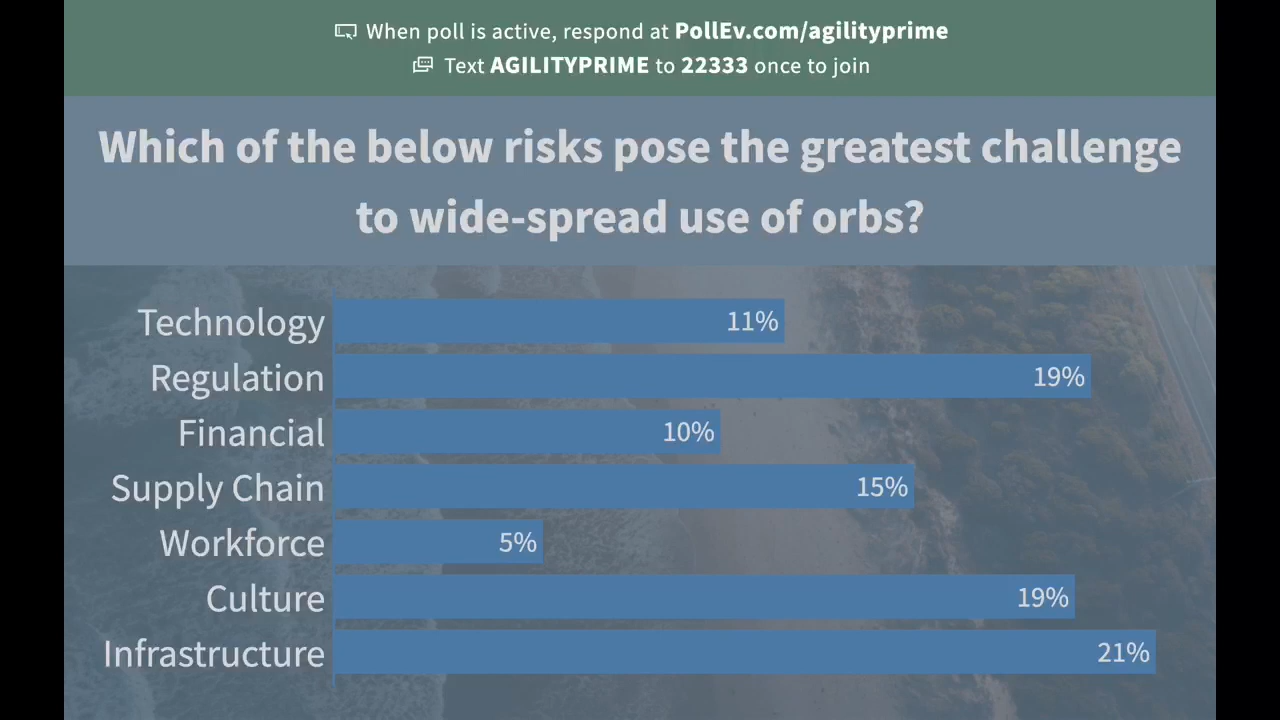 When poll is active, respond at PollEv.com/agilityprime
Text AGILITYPRIME to 22333 once to join
Which of the below risks pose the greatest challenge
to wide-spread use of orbs?
Technology 11%
Regulation 19%
Financial 10%
Supply Chain 15%
Workforce 5%
Culture 19%
Infrastructure 21%